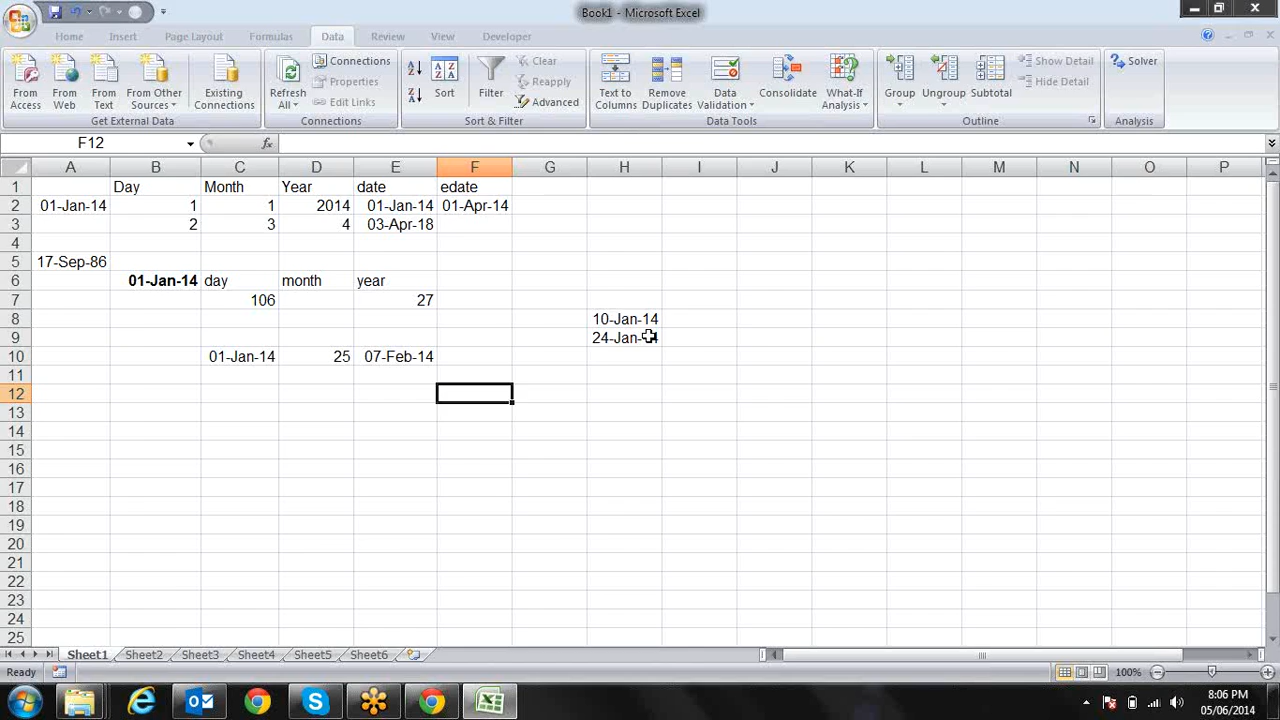 Book1 - Microsoft Excel
Home Insert Page Layout Formulas Data Review View Developer
From Access
From Web
From Text
From Other Sources
Existing Connections
Get External Data
Refresh All
Connections
Properties
Edit Links
Connections
Sort
Filter
Clear
Reapply
Advanced
Sort & Filter
Text to Columns
Remove Duplicates
Data Validation
Consolidate
What-If Analysis
Data Tools
Group
Ungroup
Subtotal
Show Detail
Hide Detail
Outline
Solver
Analysis
F12 fx
A B C D E F G H I J K L M N O P
1 Day Month Year date edate
2 01-Jan-14 1 1 2014 01-Jan-14 01-Apr-14
3 2 3 4 03-Apr-18
4
5 17-Sep-86
6 01-Jan-14 day month year
7 106 27
8 10-Jan-14
9 24-Jan-14
10 01-Jan-14 25 07-Feb-14
11
12
13
14
15
16
17
18
19
20
21
22
23
24
25
Sheet1 Sheet2 Sheet3 Sheet4 Sheet5 Sheet6
Ready 100%
8:06 PM
05/06/2014